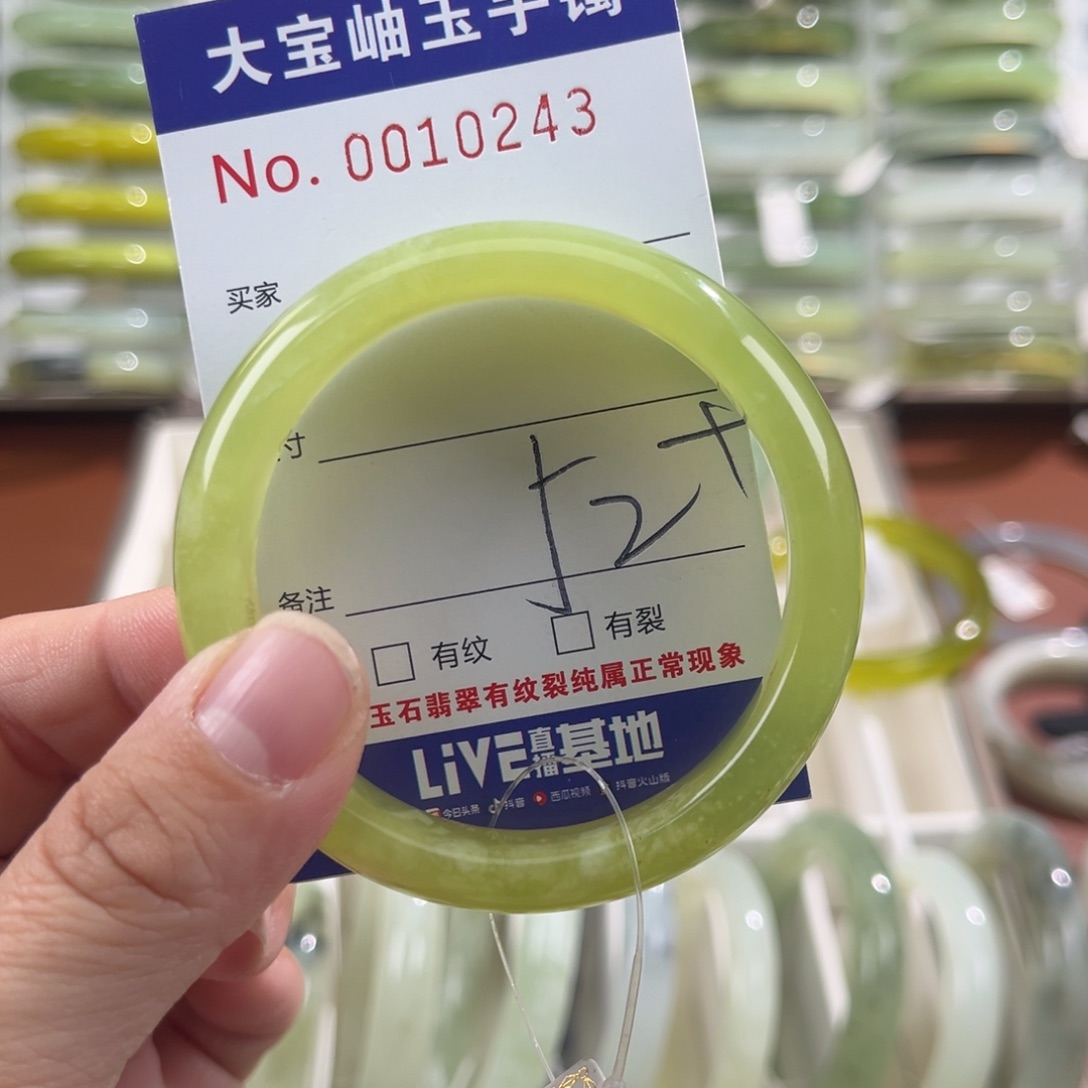 大宝岫玉手镯
No. 0010243
买家
寸
52+
备注
有纹 有裂
玉石翡翠有纹裂纯属正常现象
LiVE直播基地
今日头条 抖音 西瓜视频 抖音火山版